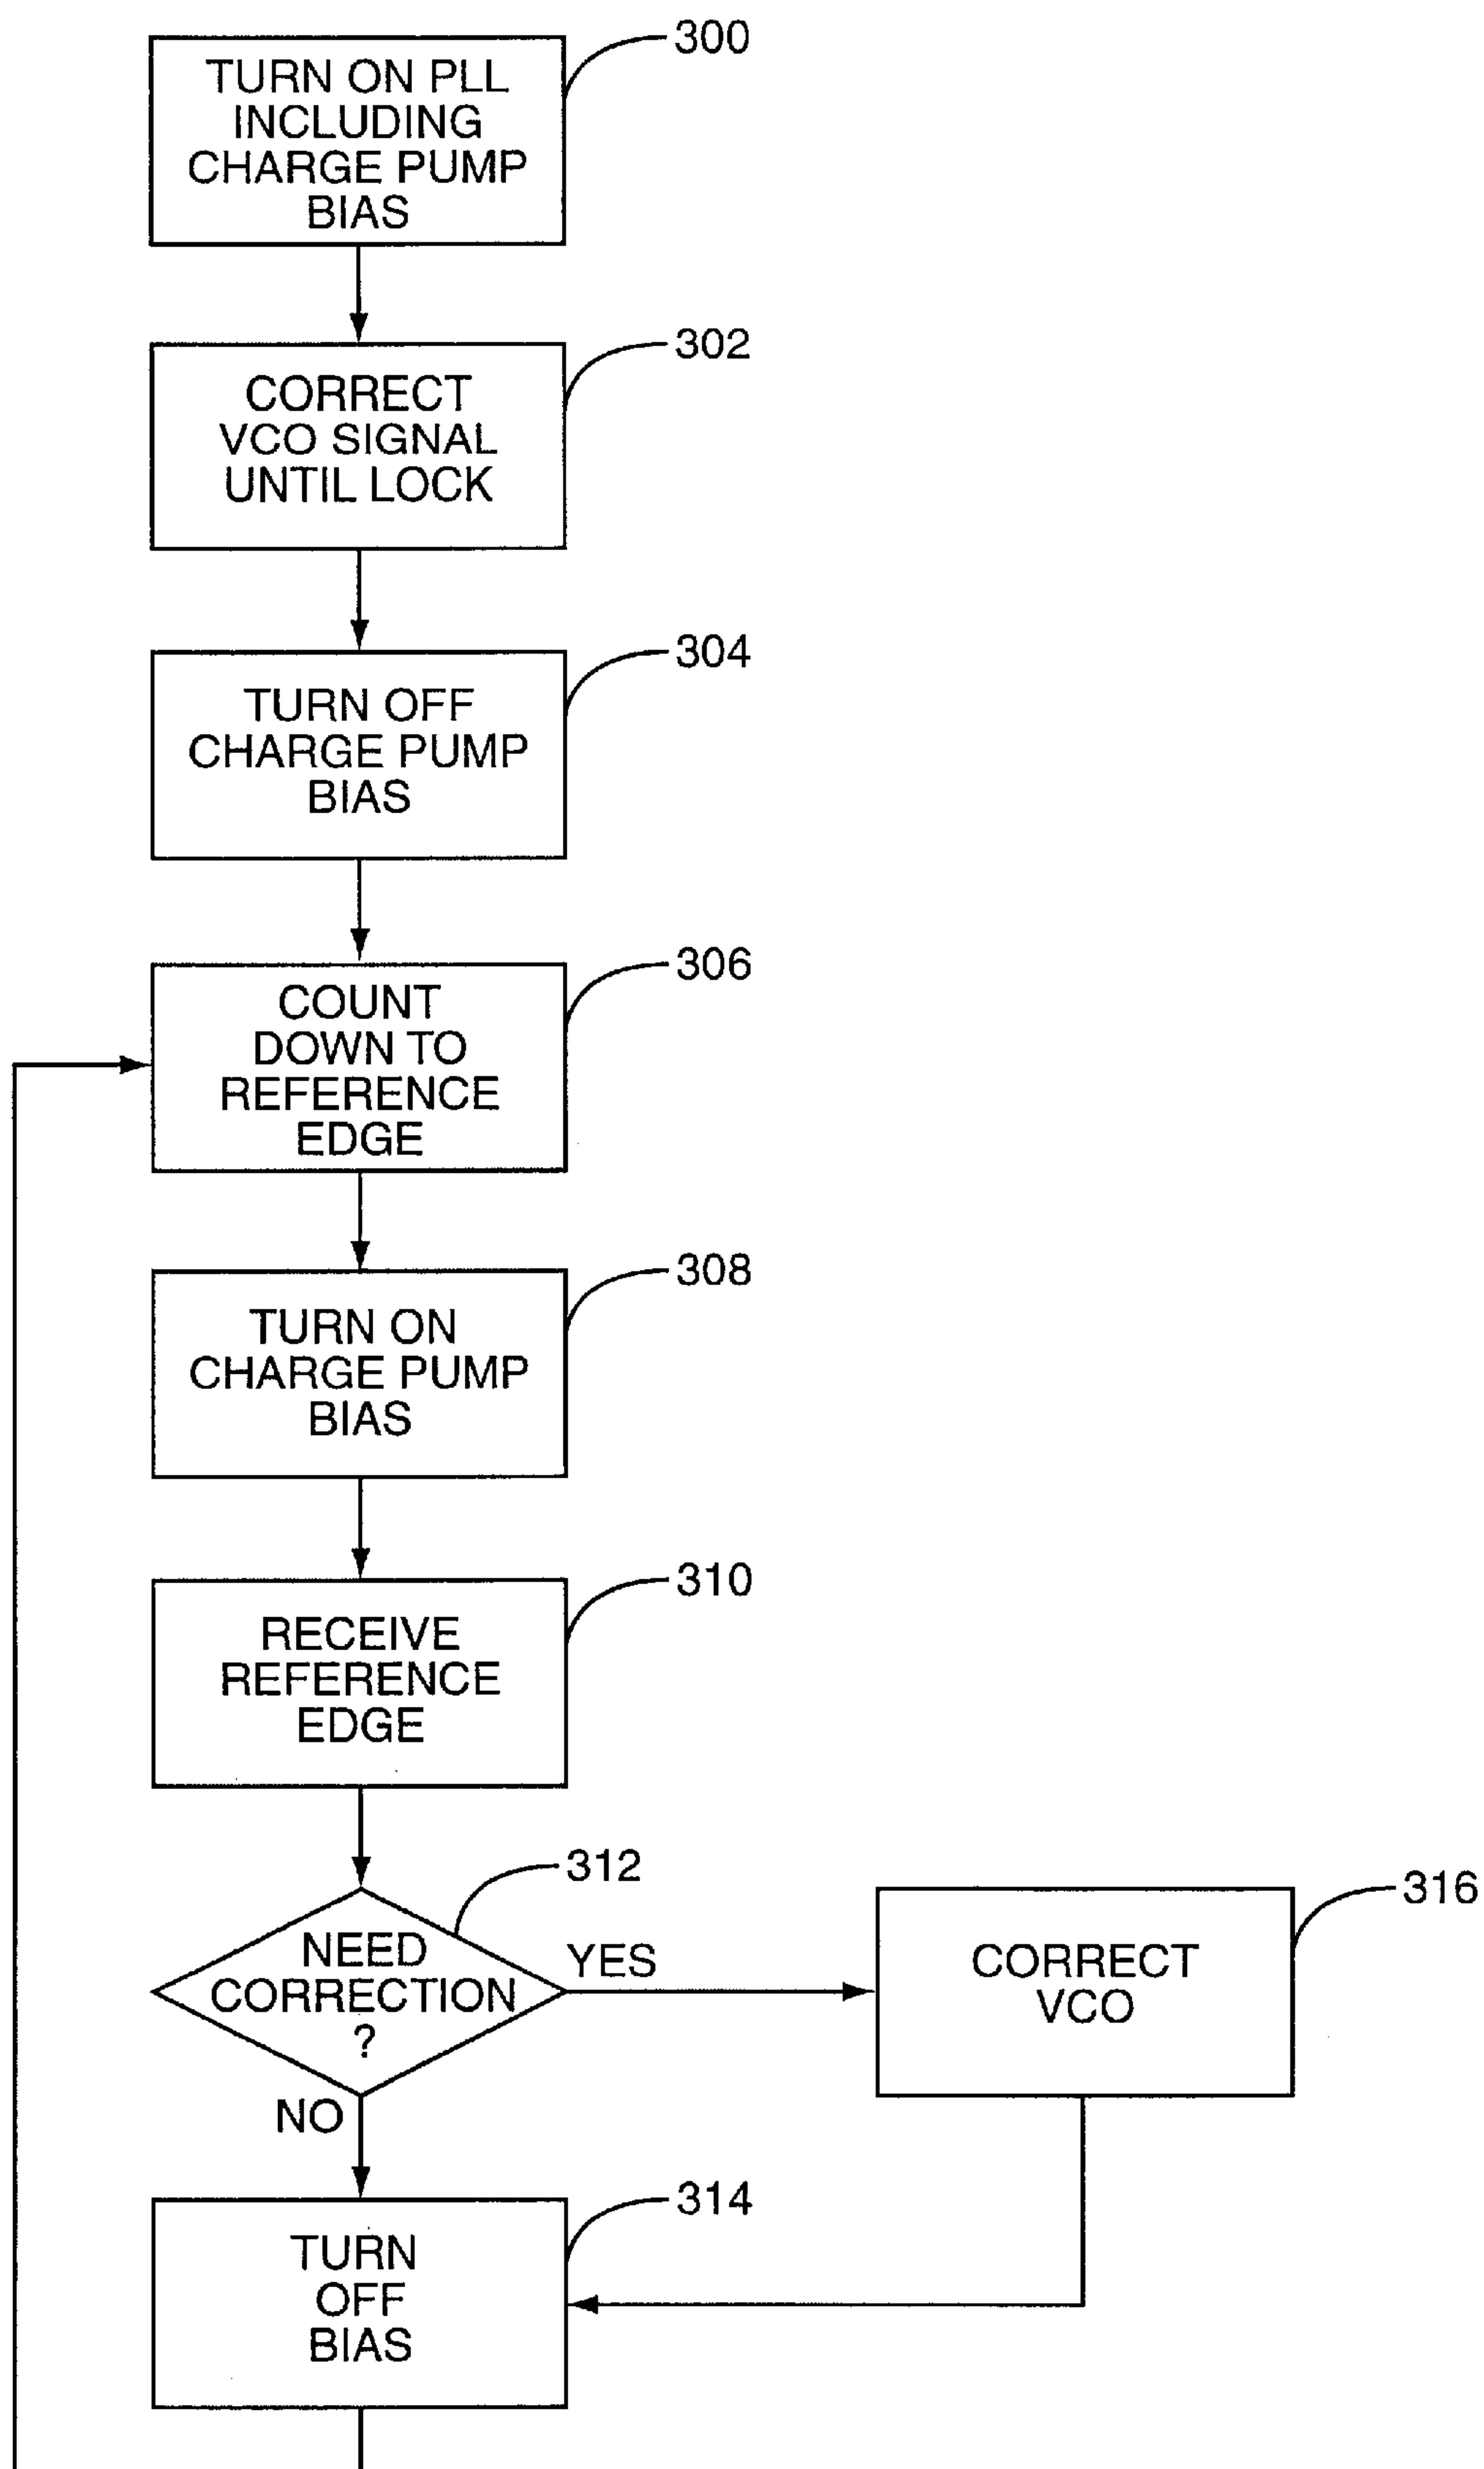 300
TURN ON PLL
INCLUDING
CHARGE PUMP
BIAS
302
CORRECT
VCO SIGNAL
UNTIL LOCK
304
TURN OFF
CHARGE PUMP
BIAS
306
COUNT
DOWN TO
REFERENCE
EDGE
308
TURN ON
CHARGE PUMP
BIAS
310
RECEIVE
REFERENCE
EDGE
312
NEED
CORRECTION
?
YES
316
CORRECT
VCO
NO
314
TURN
OFF
BIAS